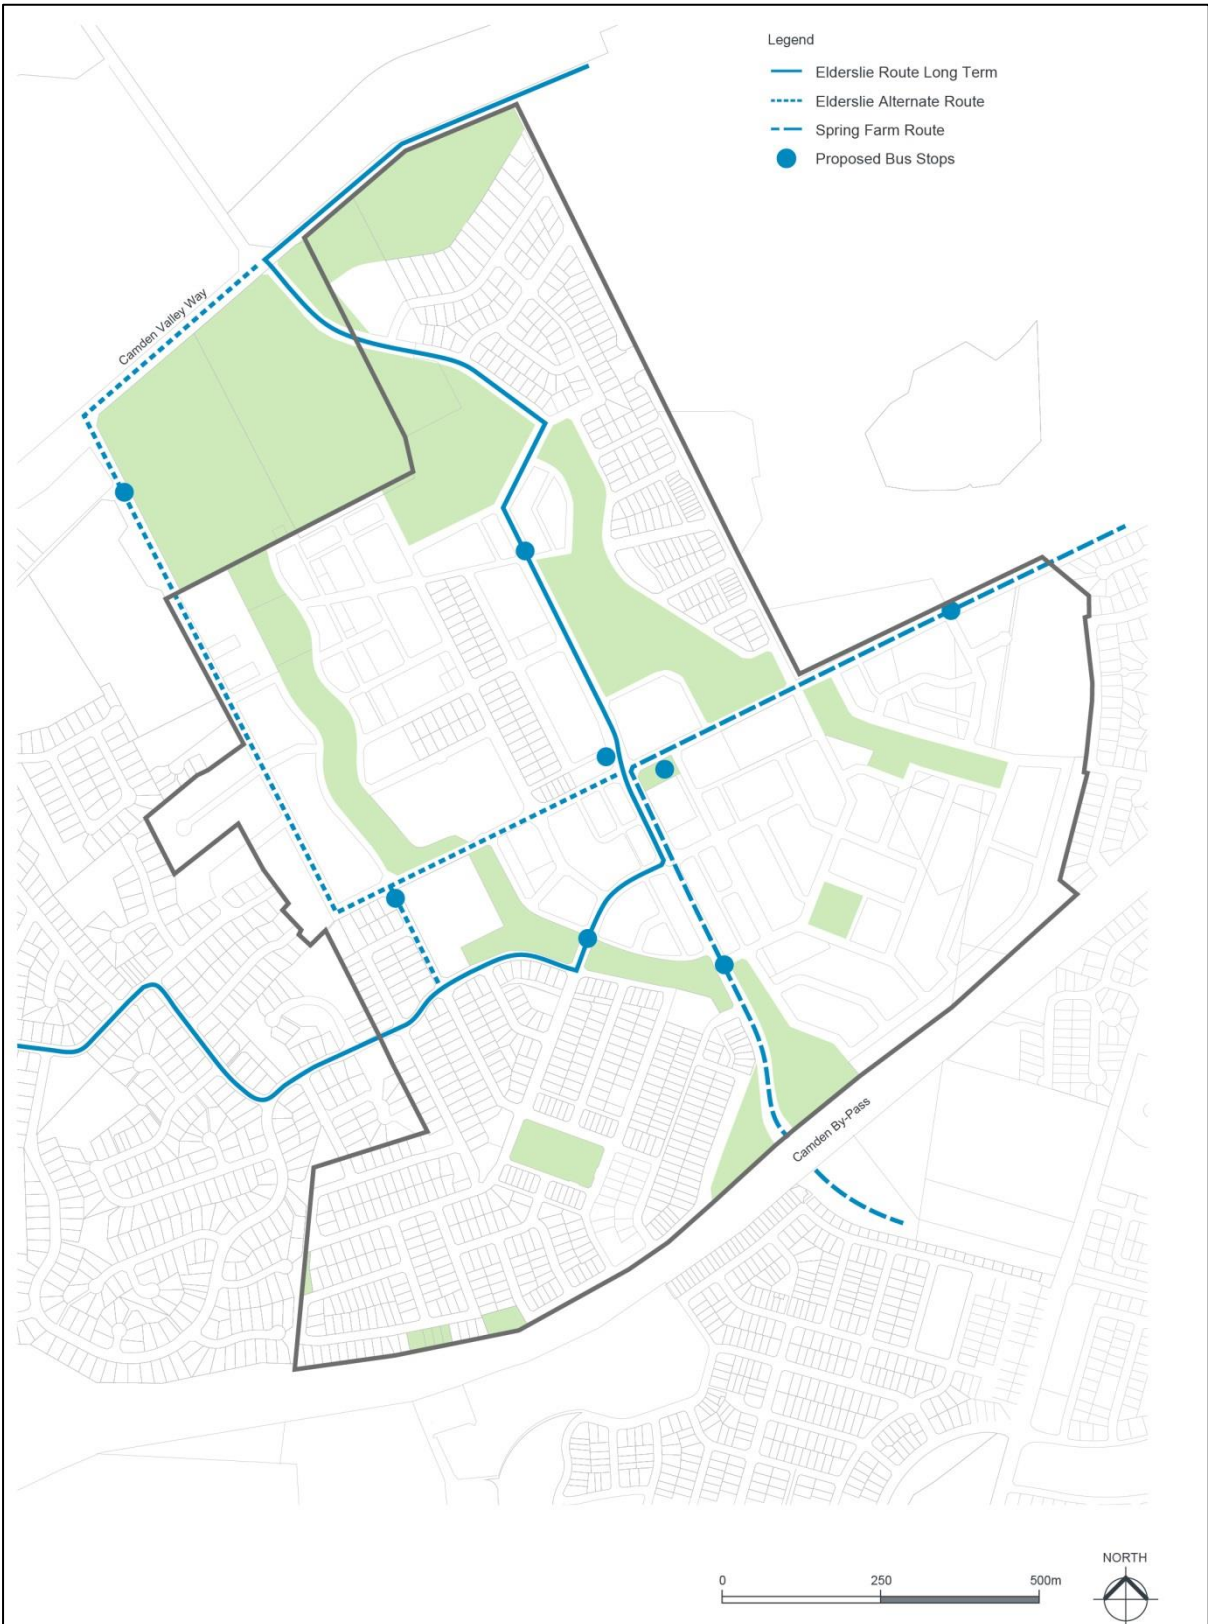 Legend
Elderslie Route Long Term
Elderslie Alternate Route
Spring Farm Route
Proposed Bus Stops
Camden Valley Way
Camden By-Pass
NORTH
0 250 500m